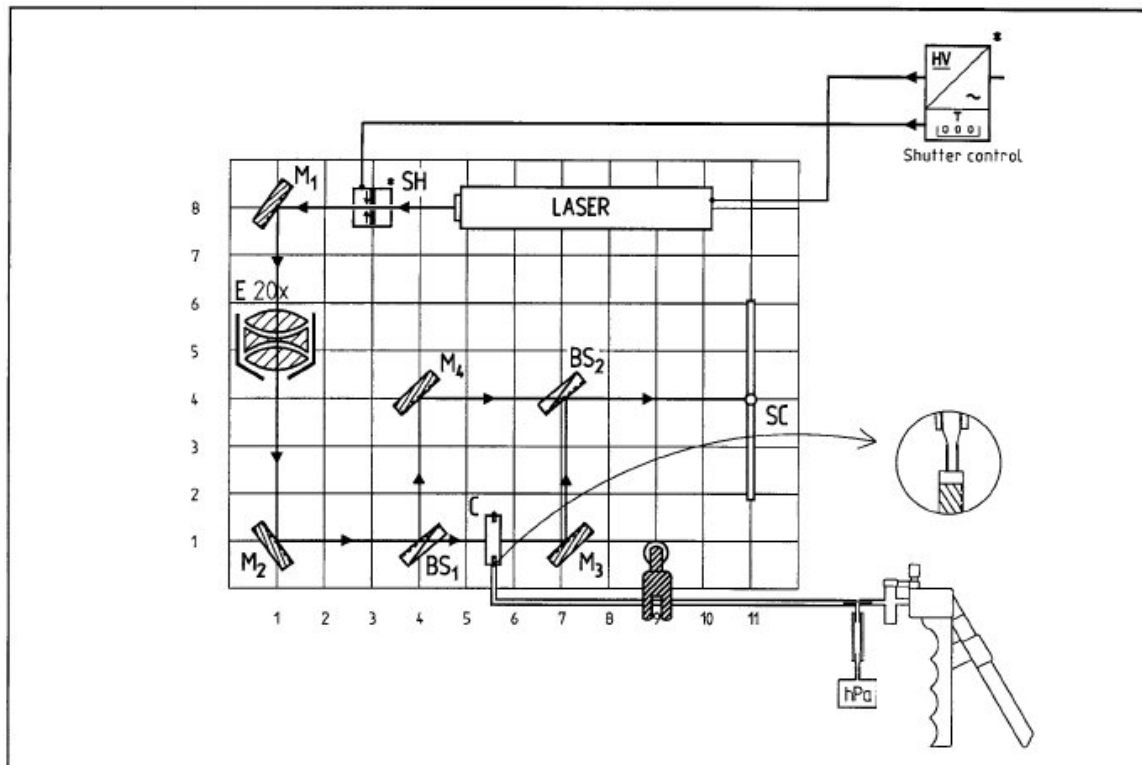 *
HV
~
T
000
Shutter control
M1
* SH
LASER
8
7
E 20x
6
5
M4
BS2
4
SC
3
2
C
1
M2
BS1
M3
1 2 3 4 5 6 7 8 9 10 11
hPa